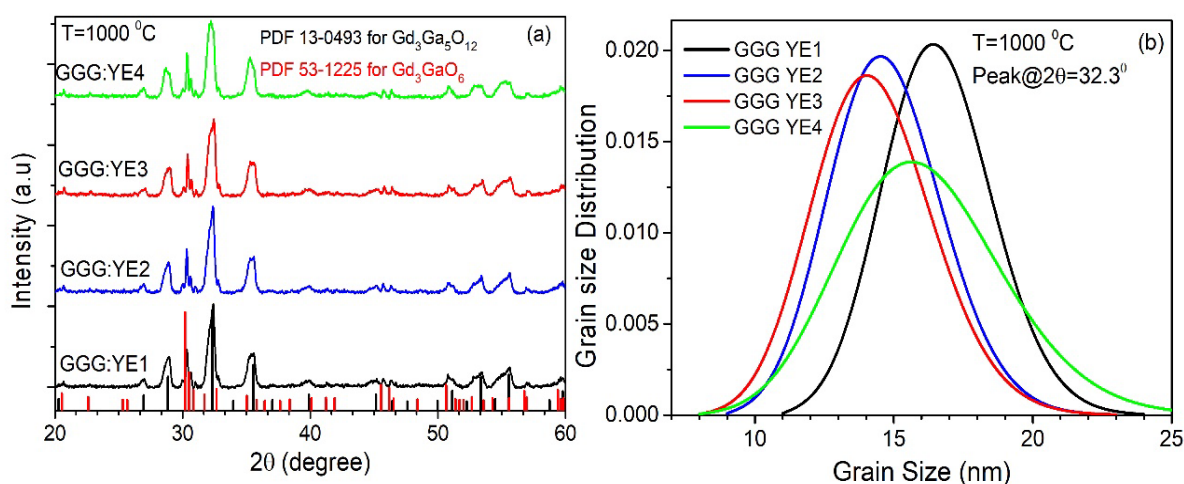 T=1000 ⁰C
PDF 13-0493 for Gd₃Ga₅O₁₂
(a)
GGG:YE4
PDF 53-1225 for Gd₃GaO₆
GGG:YE3
GGG:YE2
GGG:YE1
Intensity (a.u)
20 30 40 50 60
2θ (degree)
GGG YE1
GGG YE2
GGG YE3
GGG YE4
T=1000 ⁰C
(b)
Peak@2θ=32.3⁰
Grain size Distribution
0.020
0.015
0.010
0.005
0.000
10 15 20 25
Grain Size (nm)